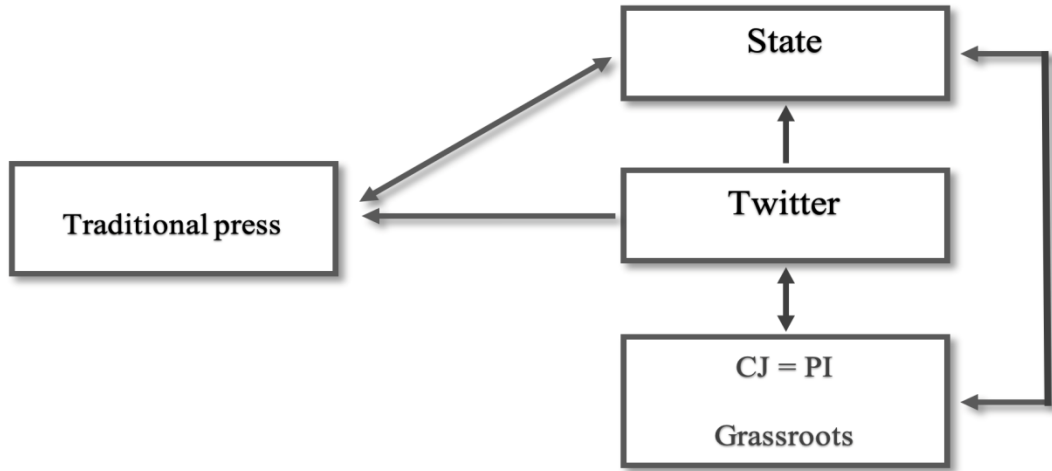 State
Traditional press
Twitter
CJ = PI
Grassroots